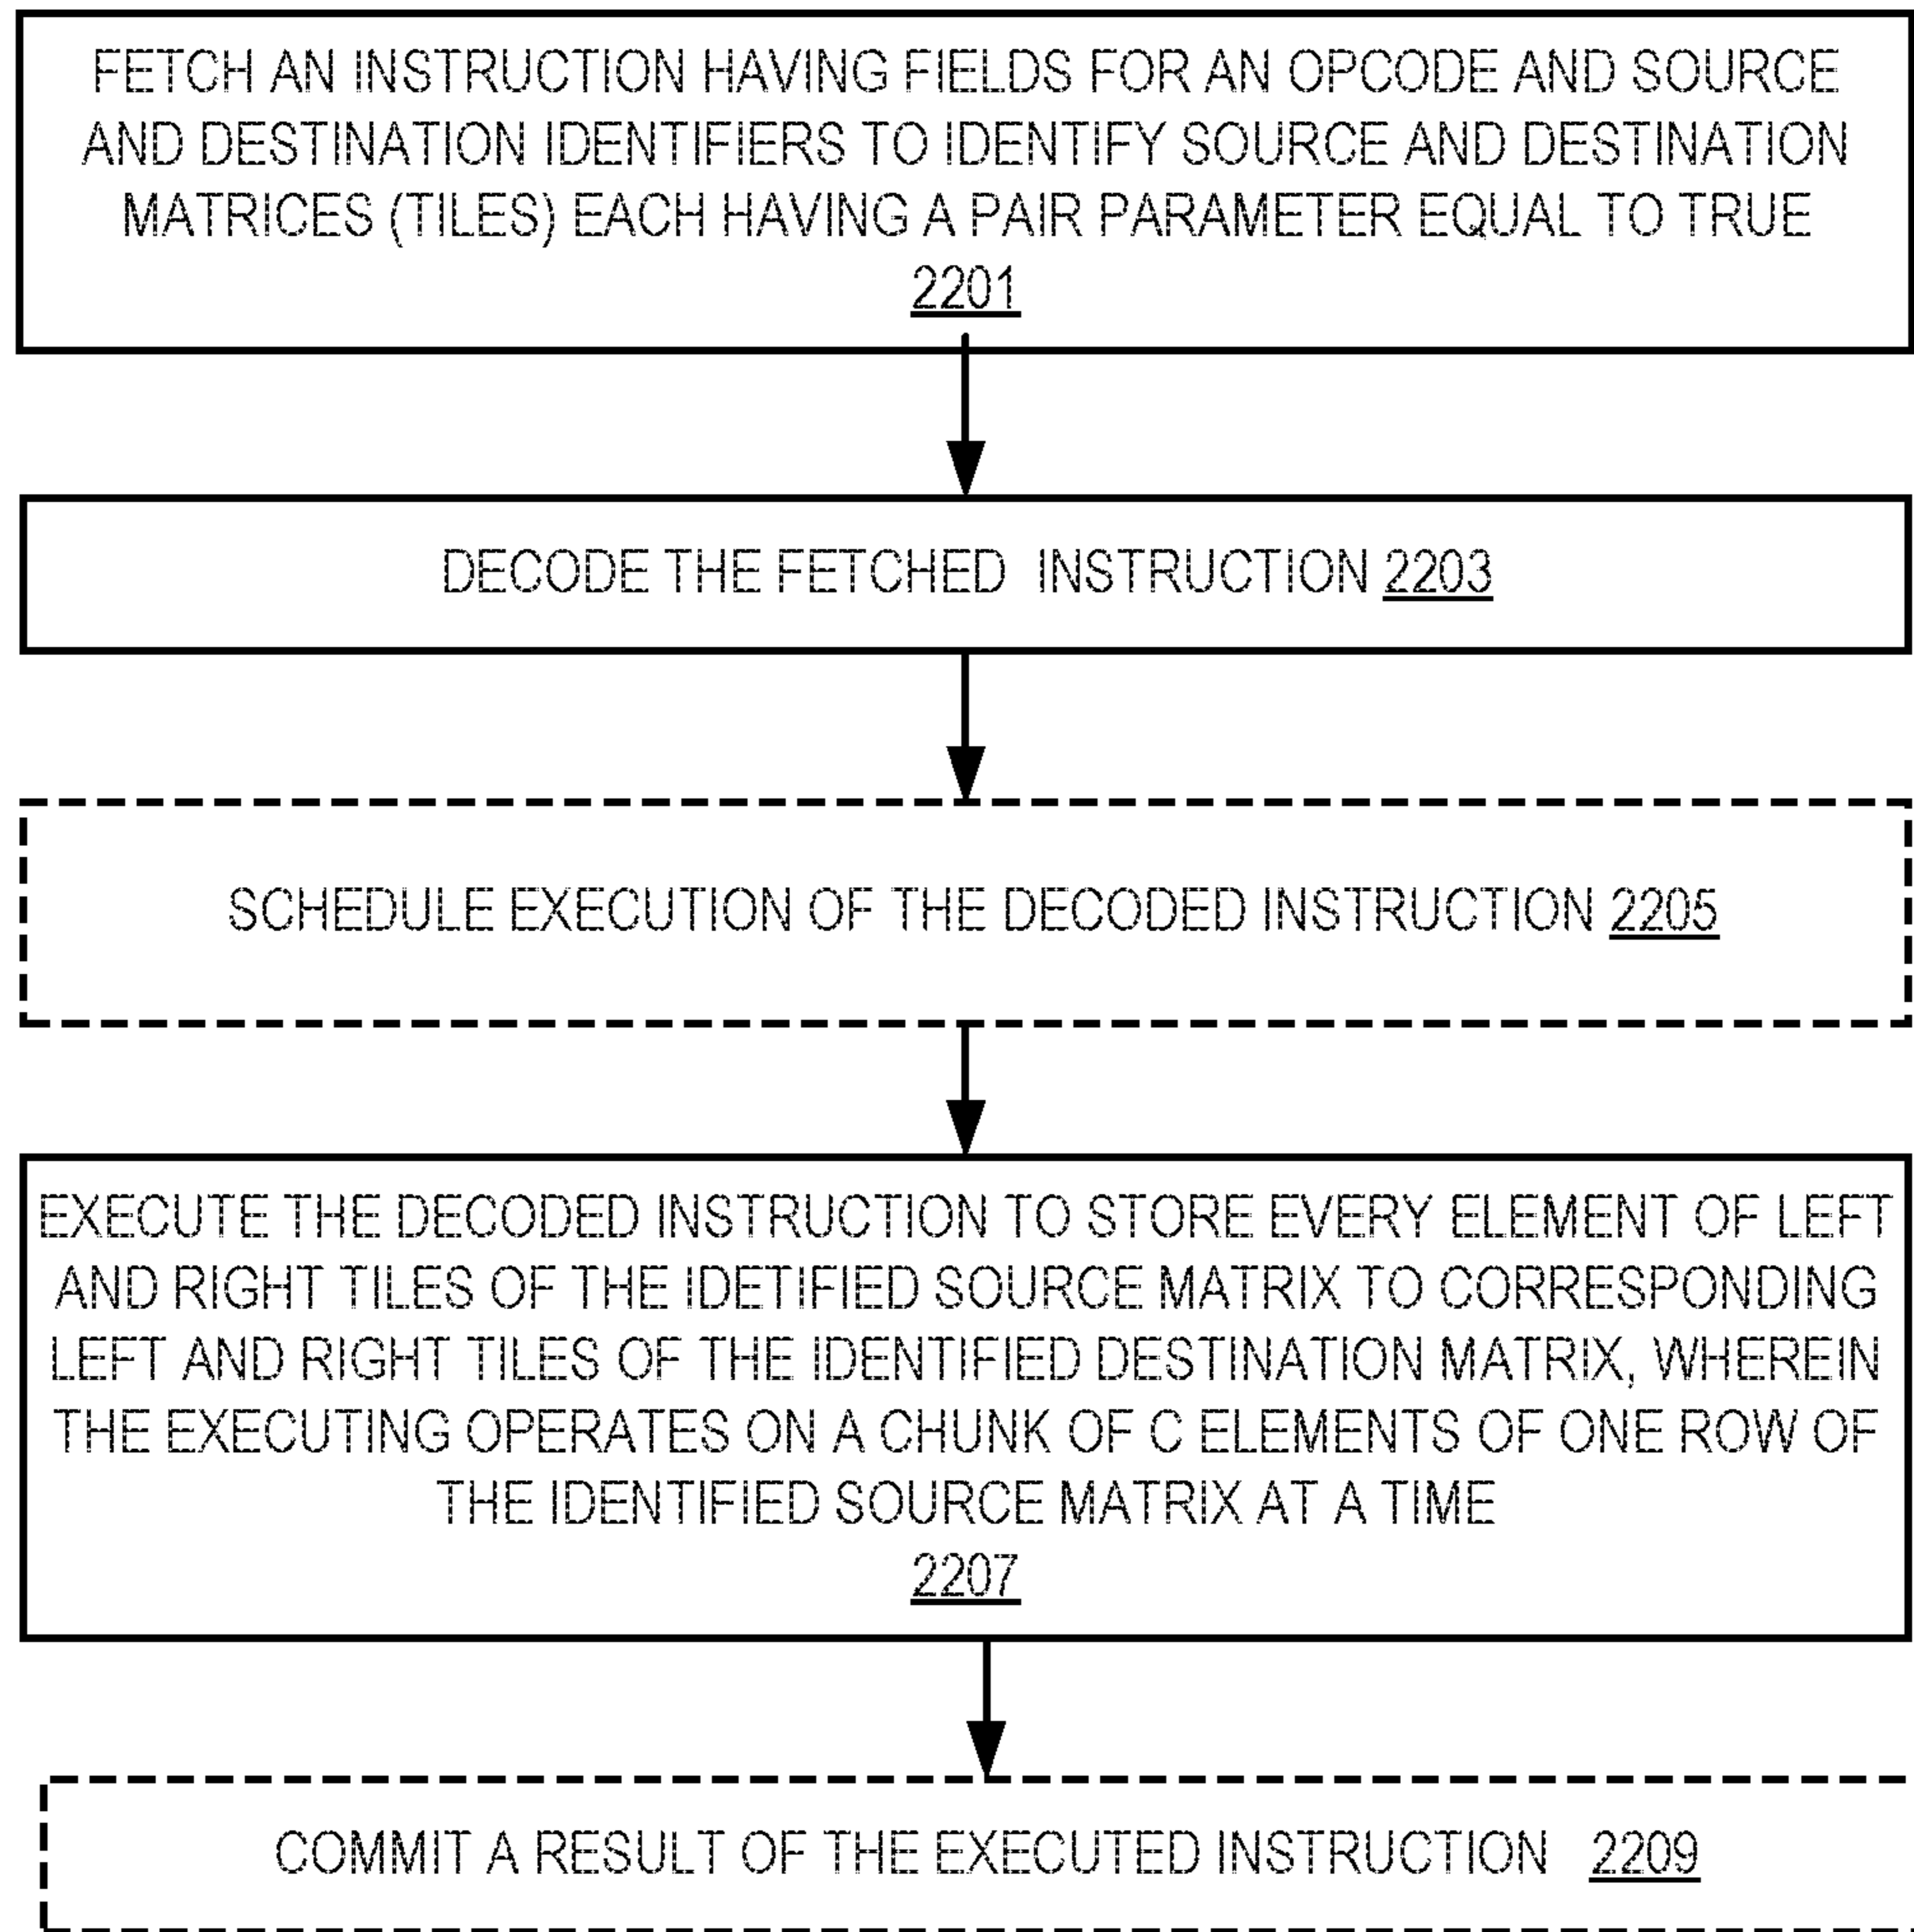 FETCH AN INSTRUCTION HAVING FIELDS FOR AN OPCODE AND SOURCE
AND DESTINATION IDENTIFIERS TO IDENTIFY SOURCE AND DESTINATION
MATRICES (TILES) EACH HAVING A PAIR PARAMETER EQUAL TO TRUE
2201
DECODE THE FETCHED INSTRUCTION 2203
SCHEDULE EXECUTION OF THE DECODED INSTRUCTION 2205
EXECUTE THE DECODED INSTRUCTION TO STORE EVERY ELEMENT OF LEFT
AND RIGHT TILES OF THE IDETIFIED SOURCE MATRIX TO CORRESPONDING
LEFT AND RIGHT TILES OF THE IDENTIFIED DESTINATION MATRIX, WHEREIN
THE EXECUTING OPERATES ON A CHUNK OF C ELEMENTS OF ONE ROW OF
THE IDENTIFIED SOURCE MATRIX AT A TIME
2207
COMMIT A RESULT OF THE EXECUTED INSTRUCTION 2209